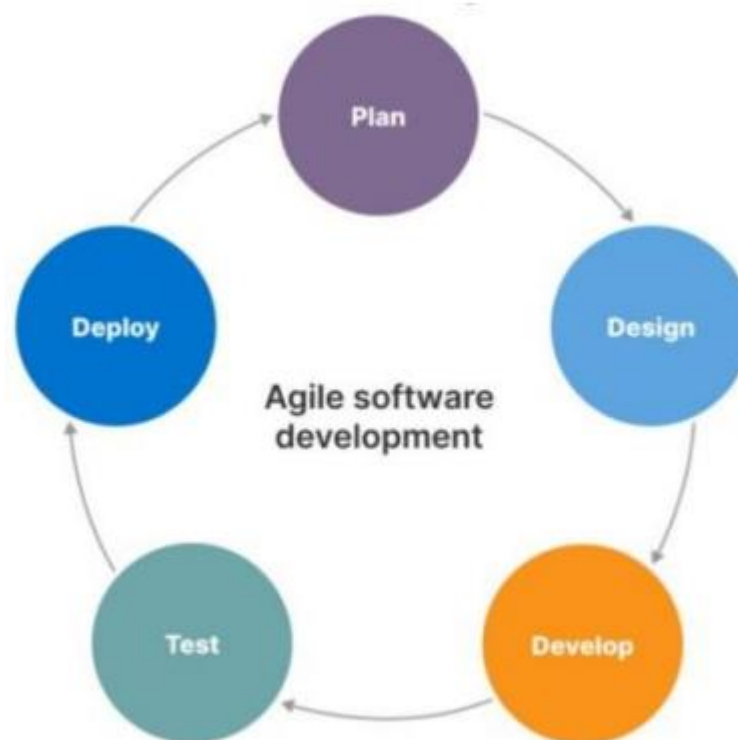 Plan
Design
Develop
Test
Deploy
Agile software
development